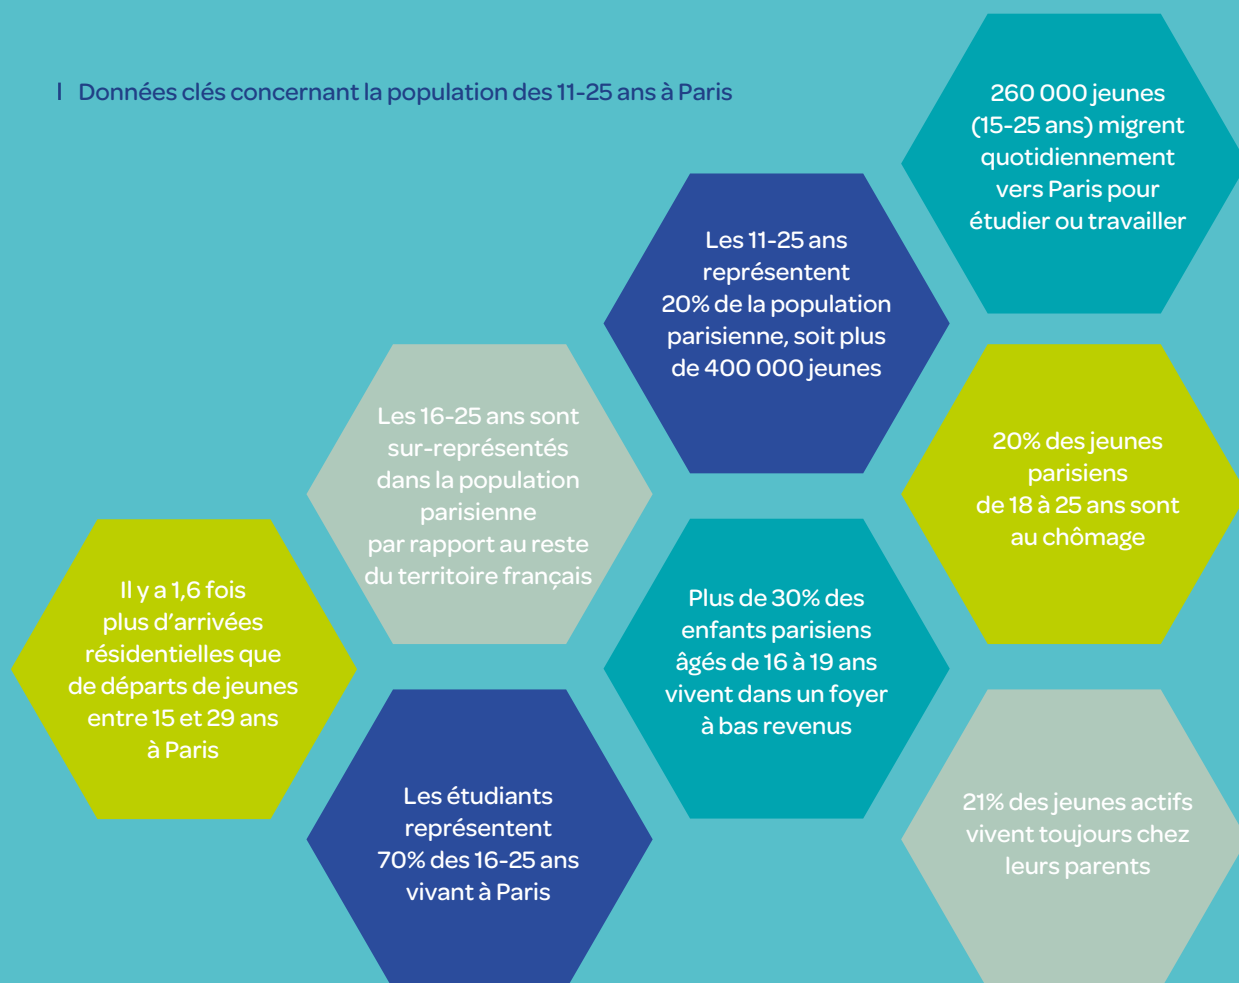 I Données clés concernant la population des 11-25 ans à Paris
260 000 jeunes
(15-25 ans) migrent
quotidiennement
vers Paris pour
étudier ou travailler
Les 11-25 ans
représentent
20% de la population
parisienne, soit plus
de 400 000 jeunes
Les 16-25 ans sont
sur-représentés
dans la population
parisienne
par rapport au reste
du territoire français
20% des jeunes
parisiens
de 18 à 25 ans sont
au chômage
Il y a 1,6 fois
plus d’arrivées
résidentielles que
de départs de jeunes
entre 15 et 29 ans
à Paris
Plus de 30% des
enfants parisiens
âgés de 16 à 19 ans
vivent dans un foyer
à bas revenus
Les étudiants
représentent
70% des 16-25 ans
vivant à Paris
21% des jeunes actifs
vivent toujours chez
leurs parents